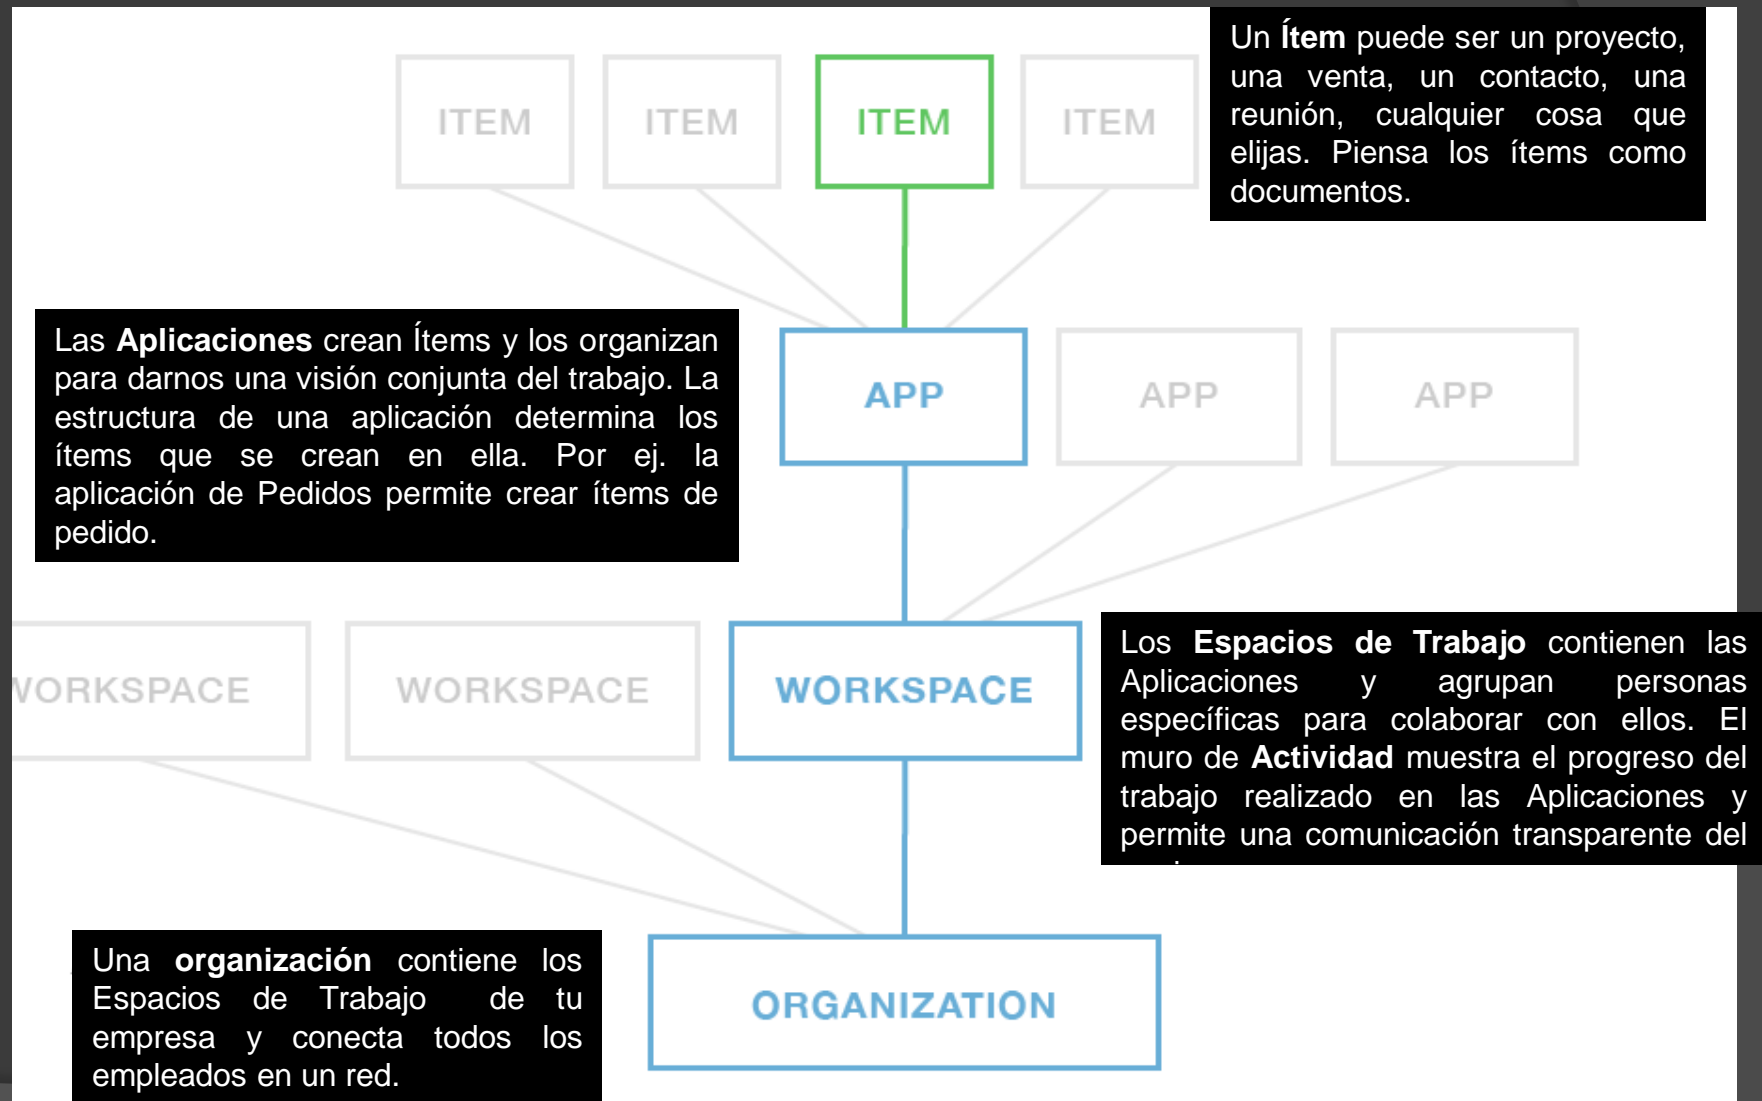 Un Ítem puede ser un proyecto,
una venta, un contacto, una
reunión, cualquier cosa que
elijas. Piensa los ítems como
documentos.
ITEM
ITEM
ITEM
ITEM
Las Aplicaciones crean Ítems y los organizan
para darnos una visión conjunta del trabajo. La
estructura de una aplicación determina los
ítems que se crean en ella. Por ej. la
aplicación de Pedidos permite crear ítems de
pedido.
APP
APP
APP
WORKSPACE
WORKSPACE
WORKSPACE
Los Espacios de Trabajo contienen las
Aplicaciones y agrupan personas
específicas para colaborar con ellos. El
muro de Actividad muestra el progreso del
trabajo realizado en las Aplicaciones y
permite una comunicación transparente del
Una organización contiene los
Espacios de Trabajo de tu
empresa y conecta todos los
empleados en un red.
ORGANIZATION